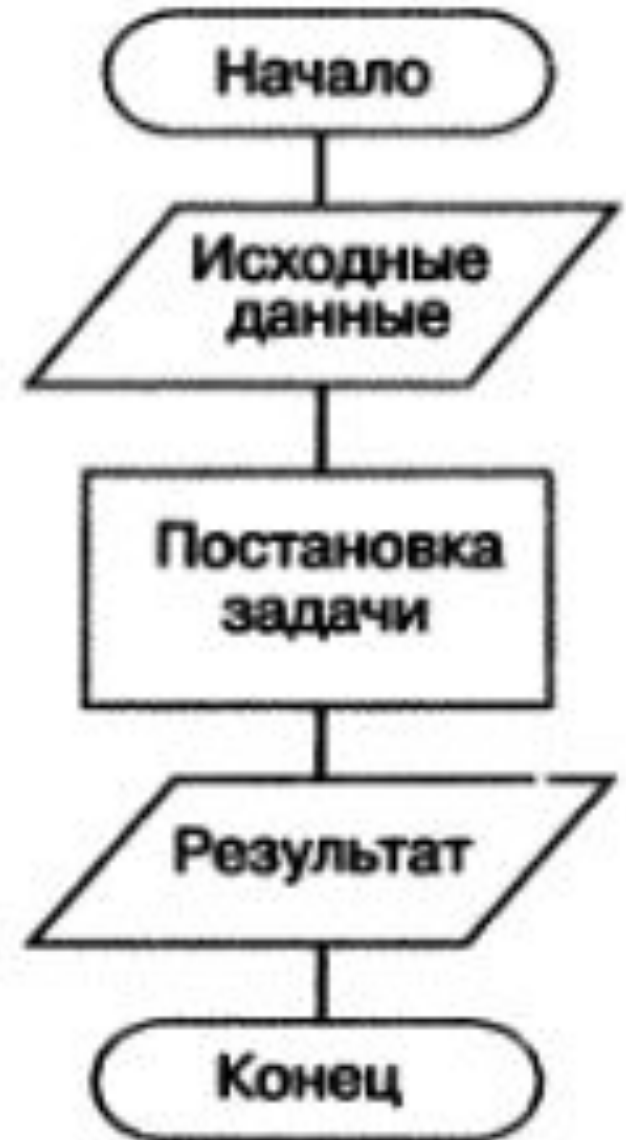 Начало
Исходные
данные
Постановка
задачи
Результат
Конец